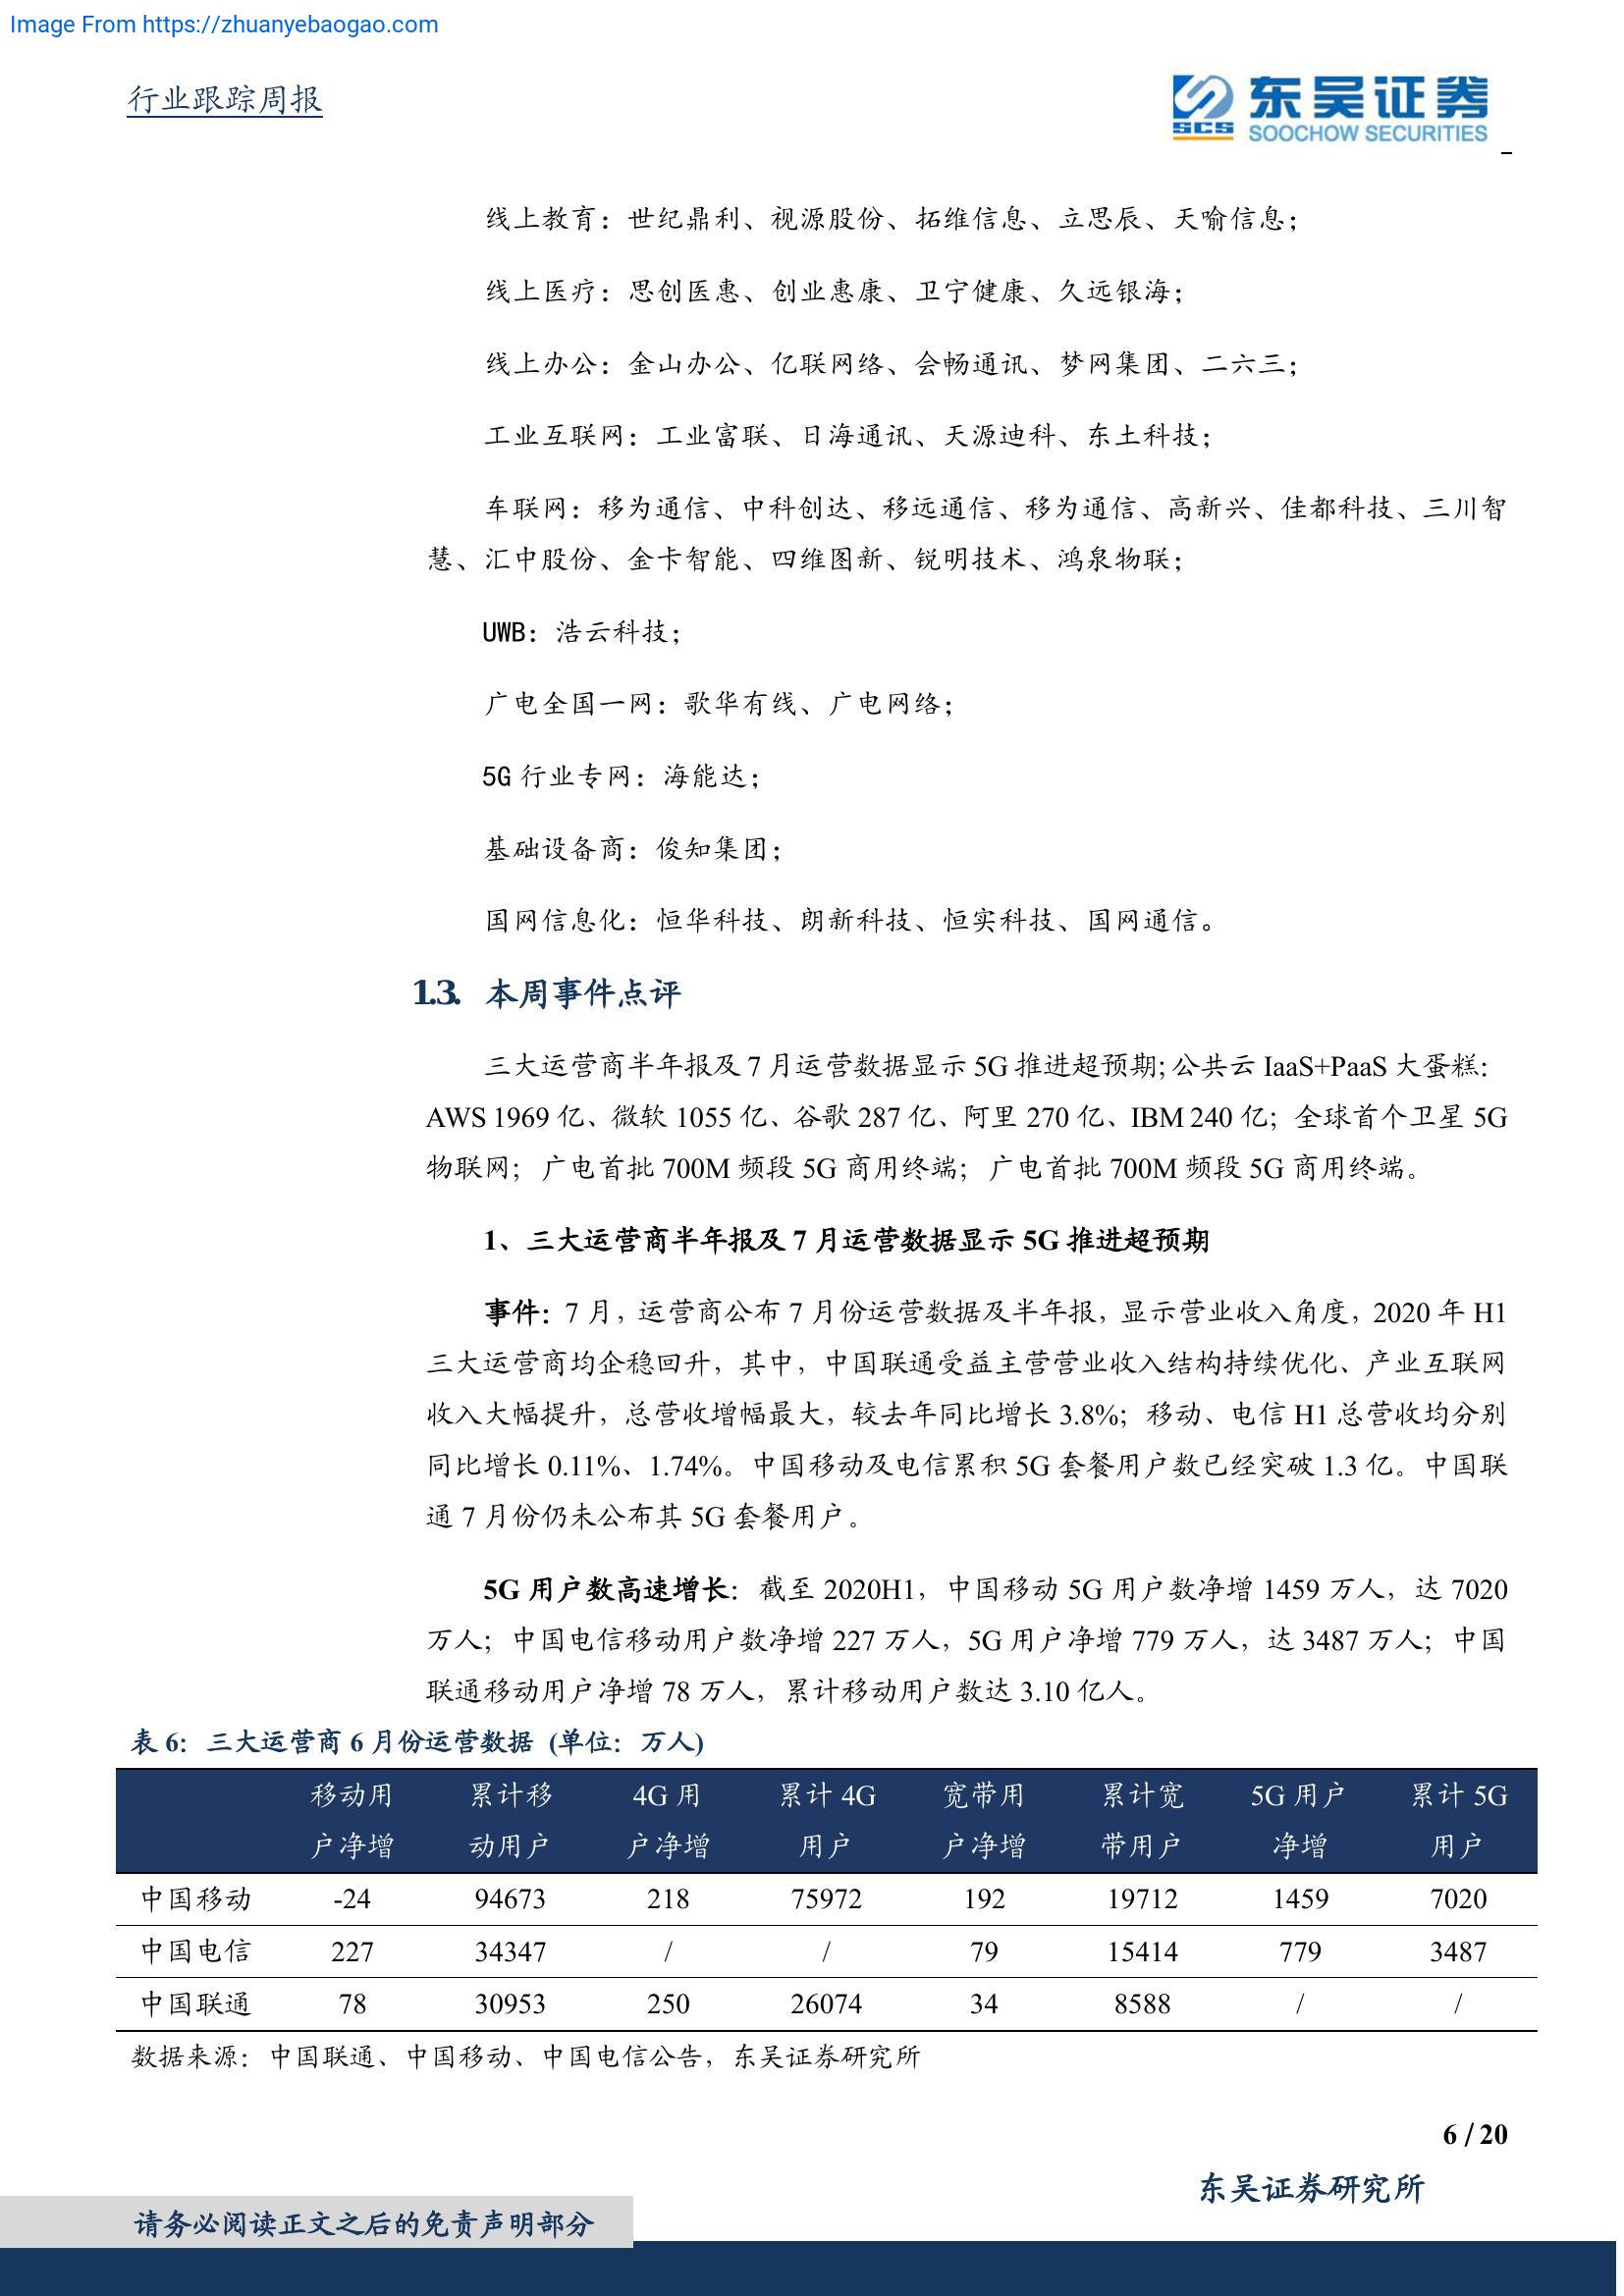 Image From https://zhuanyebaogao.com
行业跟踪周报
东吴证券
SCS
SOOCHOW SECURITIES
线上教育：世纪鼎利、视源股份、拓维信息、立思辰、天喻信息；
线上医疗：思创医惠、创业惠康、卫宁健康、久远银海；
线上办公：金山办公、亿联网络、会畅通讯、梦网集团、二六三；
工业互联网：工业富联、日海通讯、天源迪科、东土科技；
车联网：移为通信、中科创达、移远通信、移为通信、高新兴、佳都科技、三川智
慧、汇中股份、金卡智能、四维图新、锐明技术、鸿泉物联；
UWB：浩云科技；
广电全国一网：歌华有线、广电网络；
5G 行业专网：海能达；
基础设备商：俊知集团；
国网信息化：恒华科技、朗新科技、恒实科技、国网通信。
1.3. 本周事件点评
三大运营商半年报及 7 月运营数据显示 5G 推进超预期; 公共云 IaaS+PaaS 大蛋糕：
AWS 1969 亿、微软 1055 亿、谷歌 287 亿、阿里 270 亿、IBM 240 亿；全球首个卫星 5G
物联网；广电首批 700M 频段 5G 商用终端；广电首批 700M 频段 5G 商用终端。
1、三大运营商半年报及 7 月运营数据显示 5G 推进超预期
事件：7 月，运营商公布 7 月份运营数据及半年报，显示营业收入角度，2020 年 H1
三大运营商均企稳回升，其中，中国联通受益主营营业收入结构持续优化、产业互联网
收入大幅提升，总营收增幅最大，较去年同比增长 3.8%；移动、电信 H1 总营收均分别
同比增长 0.11%、1.74%。中国移动及电信累积 5G 套餐用户数已经突破 1.3 亿。中国联
通 7 月份仍未公布其 5G 套餐用户。
5G 用户数高速增长：截至 2020H1，中国移动 5G 用户数净增 1459 万人，达 7020
万人；中国电信移动用户数净增 227 万人，5G 用户净增 779 万人，达 3487 万人；中国
联通移动用户净增 78 万人，累计移动用户数达 3.10 亿人。
表 6：三大运营商 6 月份运营数据 (单位：万人)
移动用 累计移 4G 用 累计 4G 宽带用 累计宽 5G 用户 累计 5G
户净增 动用户 户净增 用户 户净增 带用户 净增 用户
中国移动 -24 94673 218 75972 192 19712 1459 7020
中国电信 227 34347 / / 79 15414 779 3487
中国联通 78 30953 250 26074 34 8588 / /
数据来源：中国联通、中国移动、中国电信公告，东吴证券研究所
6 / 20
东吴证券研究所
请务必阅读正文之后的免责声明部分